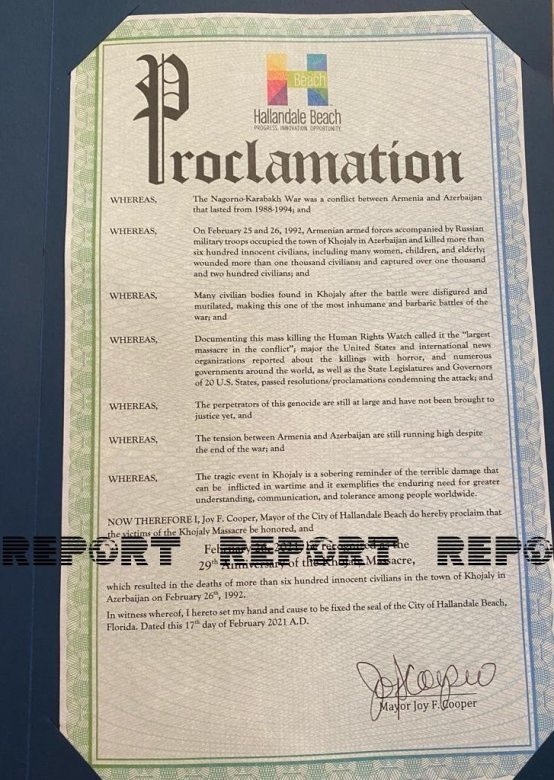 Beach
Hallandale Beach
PROGRESS. INNOVATION. OPPORTUNITY.
Proclamation
WHEREAS, The Nagorno-Karabakh War was a conflict between Armenia and Azerbaijan
that lasted from 1988-1994; and
WHEREAS, On February 25 and 26, 1992, Armenian armed forces accompanied by Russian
military troops occupied the town of Khojaly in Azerbaijan and killed more than
six hundred innocent civilians, including many women, children, and elderly;
wounded more than one thousand civilians; and captured over one thousand
and two hundred civilians; and
WHEREAS, Many civilian bodies found in Khojaly after the battle were disfigured and
mutilated, making this one of the most inhumane and barbaric battles of the
war; and
WHEREAS, Documenting this mass killing the Human Rights Watch called it the “largest
massacre in the conflict”; major the United States and international news
organizations reported about the killings with horror, and numerous
governments around the world, as well as the State Legislatures and Governors
of 20 U.S. States, passed resolutions/proclamations condemning the attack; and
WHEREAS, The perpetrators of this genocide are still at large and have not been brought to
justice yet, and
WHEREAS, The tension between Armenia and Azerbaijan are still running high despite
the end of the war; and
WHEREAS, The tragic event in Khojaly is a sobering reminder of the terrible damage that
can be inflicted in wartime and it exemplifies the enduring need for greater
understanding, communication, and tolerance among people worldwide.
NOW THEREFORE I, Joy F. Cooper, Mayor of the City of Hallandale Beach do hereby proclaim that
the victims of the Khojaly Massacre be honored, and
REPORT REPORT REPO
February the
29th Anniversary of the Khojaly Massacre,
which resulted in the deaths of more than six hundred innocent civilians in the town of Khojaly in
Azerbaijan on February 26th, 1992.
In witness whereof, I hereto set my hand and cause to be fixed the seal of the City of Hallandale Beach,
Florida. Dated this 17th day of February 2021 A.D.
Mayor Joy F. Cooper